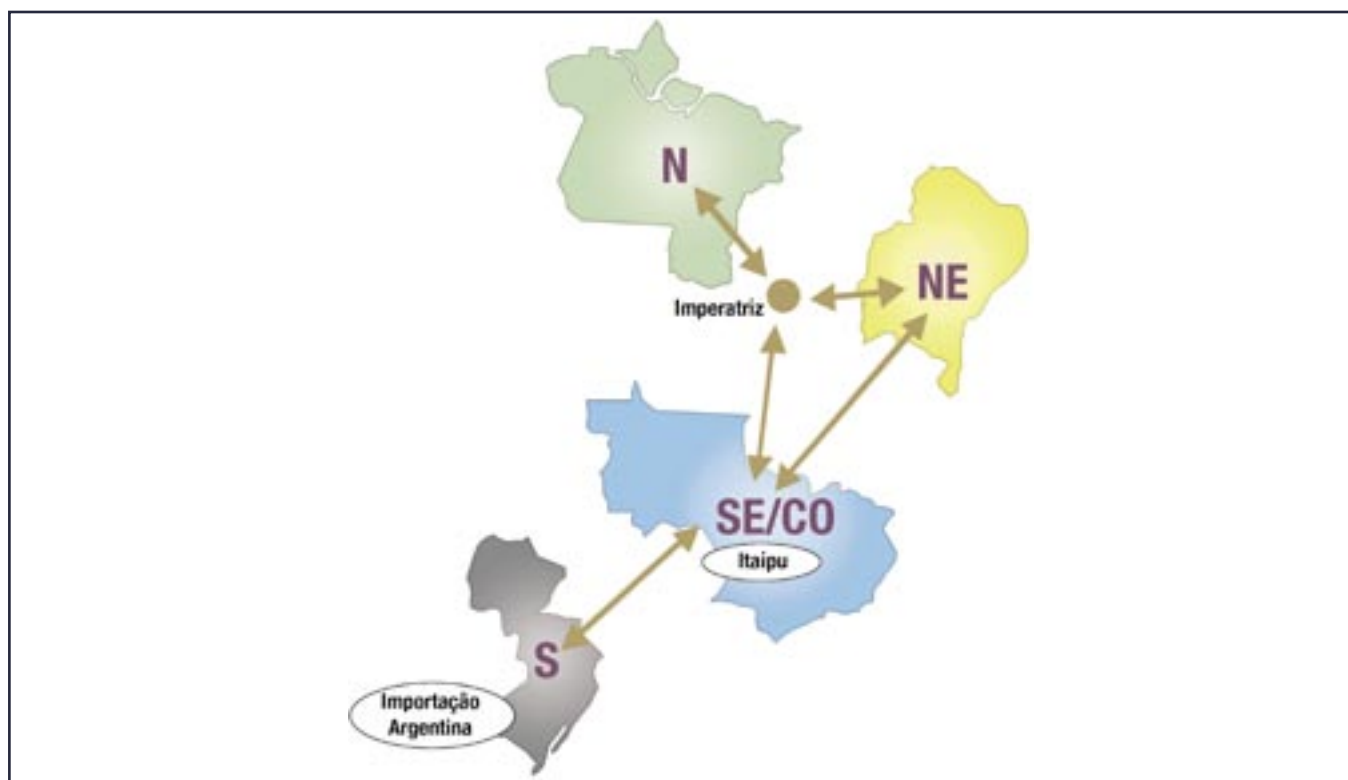 N
NE
Imperatriz
SE/CO
Itaipu
S
Importação
Argentina